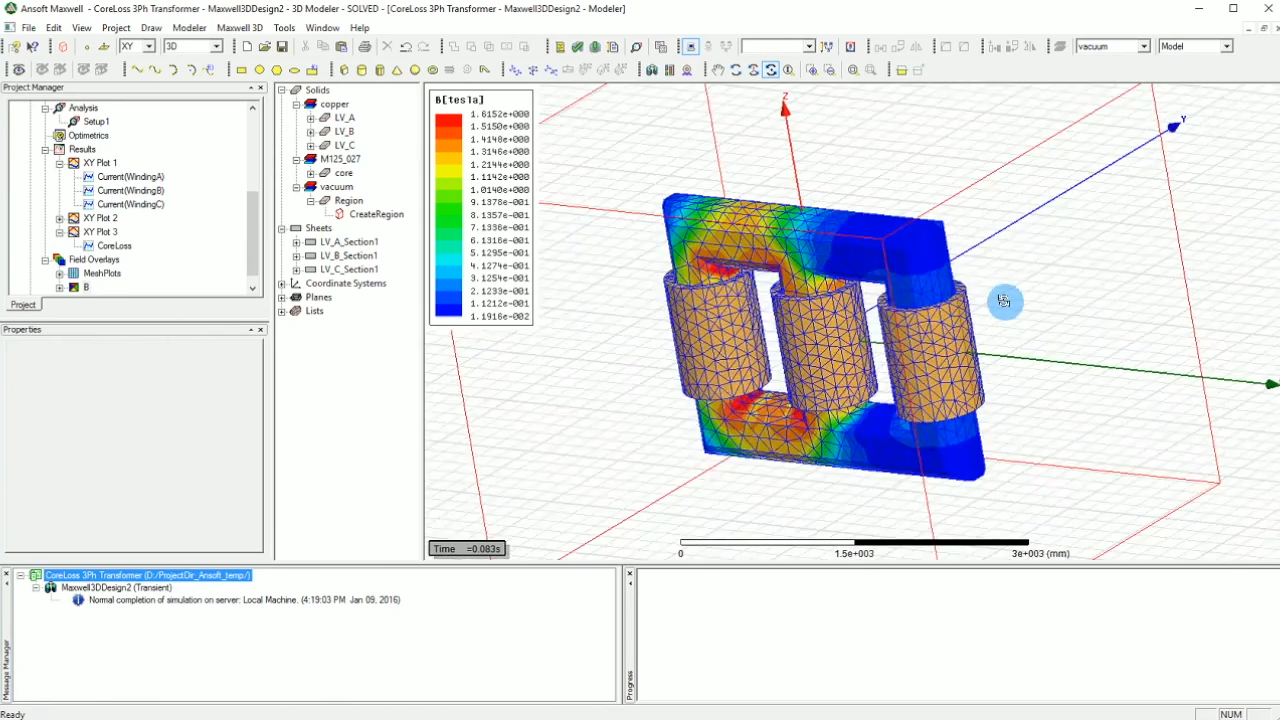 Ansoft Maxwell - CoreLoss 3Ph Transformer - Maxwell3DDesign2 - 3D Modeler - SOLVED - [CoreLoss 3Ph Transformer - Maxwell3DDesign2 - Modeler]
File Edit View Project Draw Modeler Maxwell 3D Tools Window Help
XY 3D vacuum Model
Project Manager
Analysis
Setup1
Optimetrics
Results
XY Plot 1
Current(WindingA)
Current(WindingB)
Current(WindingC)
XY Plot 2
XY Plot 3
CoreLoss
Field Overlays
MeshPlots
B
Project
Properties
Solids
copper
LV_A
LV_B
LV_C
M125_027
core
vacuum
Region
CreateRegion
Sheets
LV_A_Section1
LV_B_Section1
LV_C_Section1
Coordinate Systems
Planes
Lists
B[tesla]
1.6152e+000
1.5150e+000
1.4148e+000
1.3146e+000
1.2144e+000
1.1142e+000
1.0140e+000
9.1378e-001
8.1357e-001
7.1336e-001
6.1316e-001
5.1295e-001
4.1274e-001
3.1254e-001
2.1233e-001
1.1212e-001
1.1916e-002
Z
Y
Time =0.083s
0 1.5e+003 3e+003 (mm)
CoreLoss 3Ph Transformer (D:/ProjectDir_Ansoft_temp/)
Maxwell3DDesign2 (Transient)
Normal completion of simulation on server: Local Machine. (4:19:03 PM Jan 09, 2016)
Message Manager
Progress
Ready
NUM